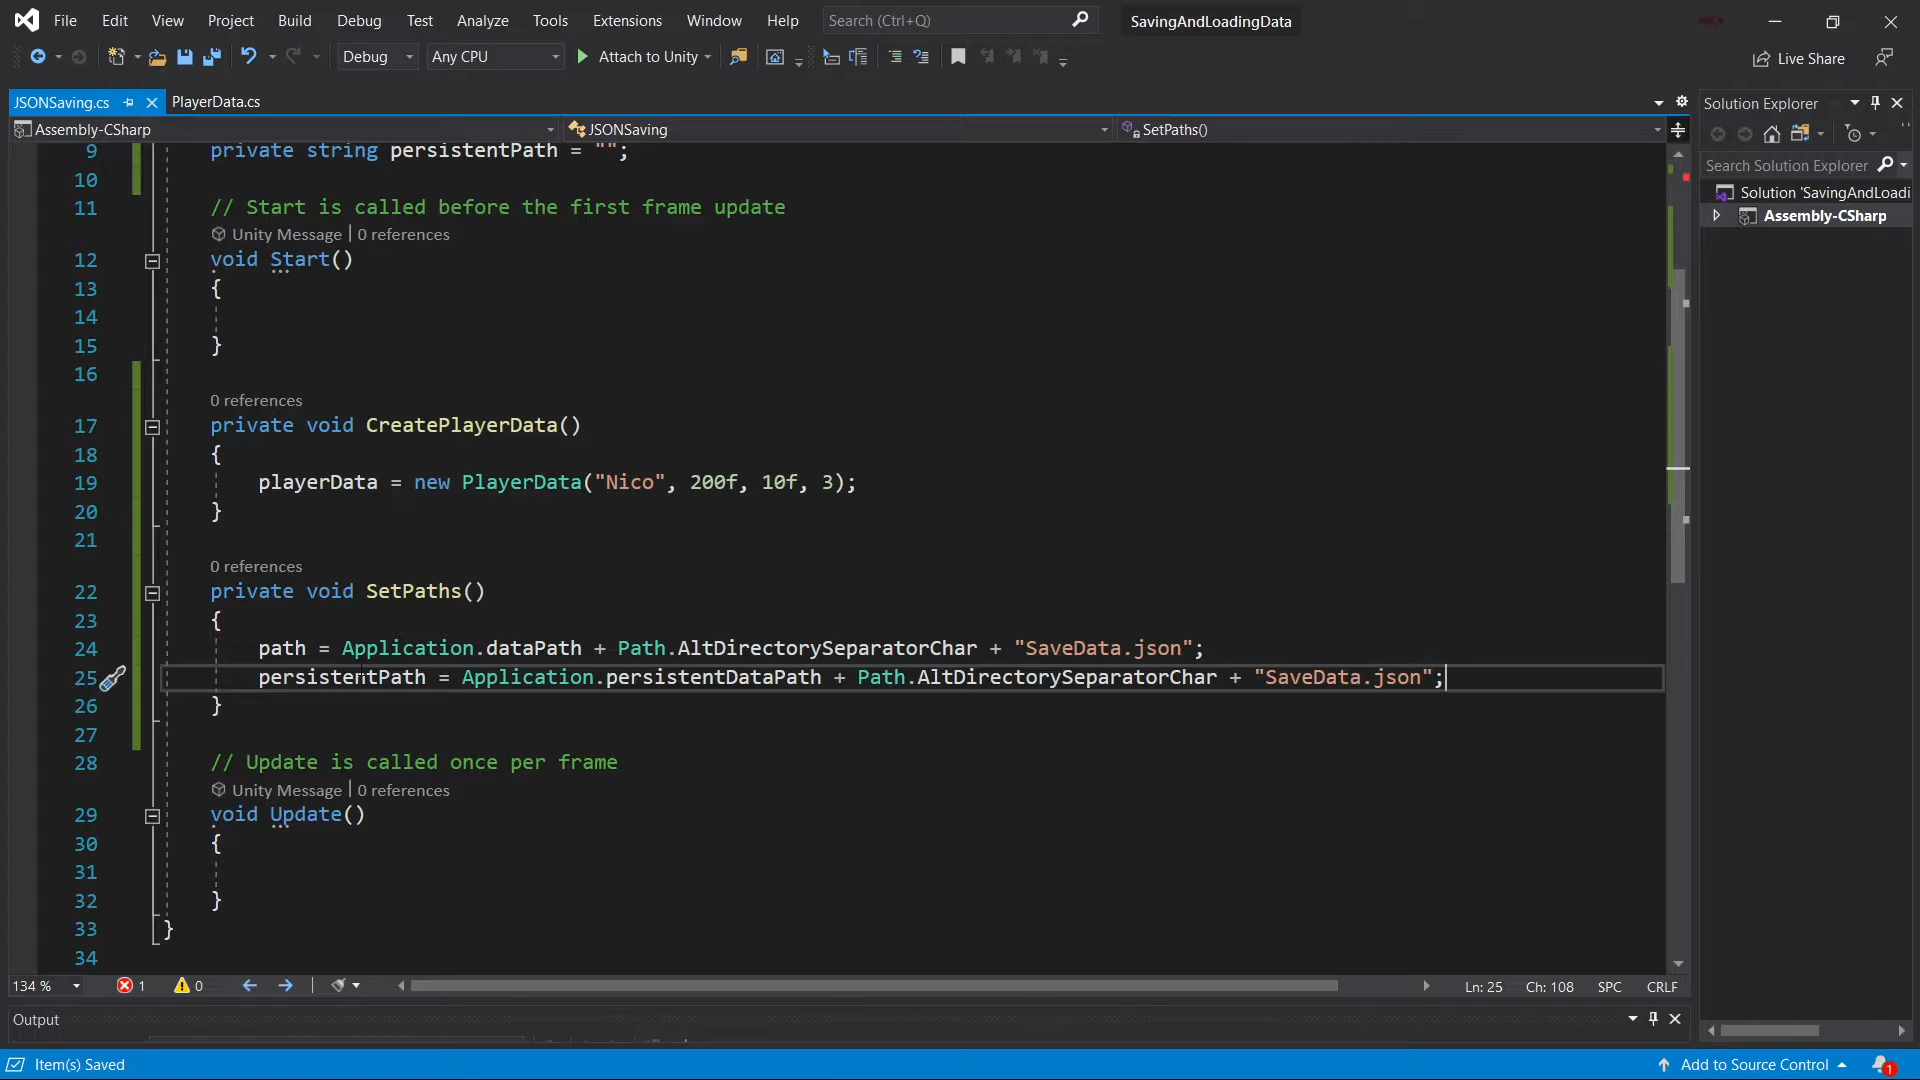 File Edit View Project Build Debug Test Analyze Tools Extensions Window Help Search (Ctrl+Q) SavingAndLoadingData
Debug Any CPU Attach to Unity Live Share
JSONSaving.cs PlayerData.cs Solution Explorer
Assembly-CSharp JSONSaving SetPaths()
Search Solution Explorer
Solution 'SavingAndLoadi
Assembly-CSharp
9 private string persistentPath = "";
10
11 // Start is called before the first frame update
Unity Message | 0 references
12 void Start()
13 {
14
15 }
16
0 references
17 private void CreatePlayerData()
18 {
19 playerData = new PlayerData("Nico", 200f, 10f, 3);
20 }
21
0 references
22 private void SetPaths()
23 {
24 path = Application.dataPath + Path.AltDirectorySeparatorChar + "SaveData.json";
25 persistentPath = Application.persistentDataPath + Path.AltDirectorySeparatorChar + "SaveData.json";
26 }
27
28 // Update is called once per frame
Unity Message | 0 references
29 void Update()
30 {
31
32 }
33 }
34
134 % 1 0 Ln: 25 Ch: 108 SPC CRLF
Output
Item(s) Saved Add to Source Control 1